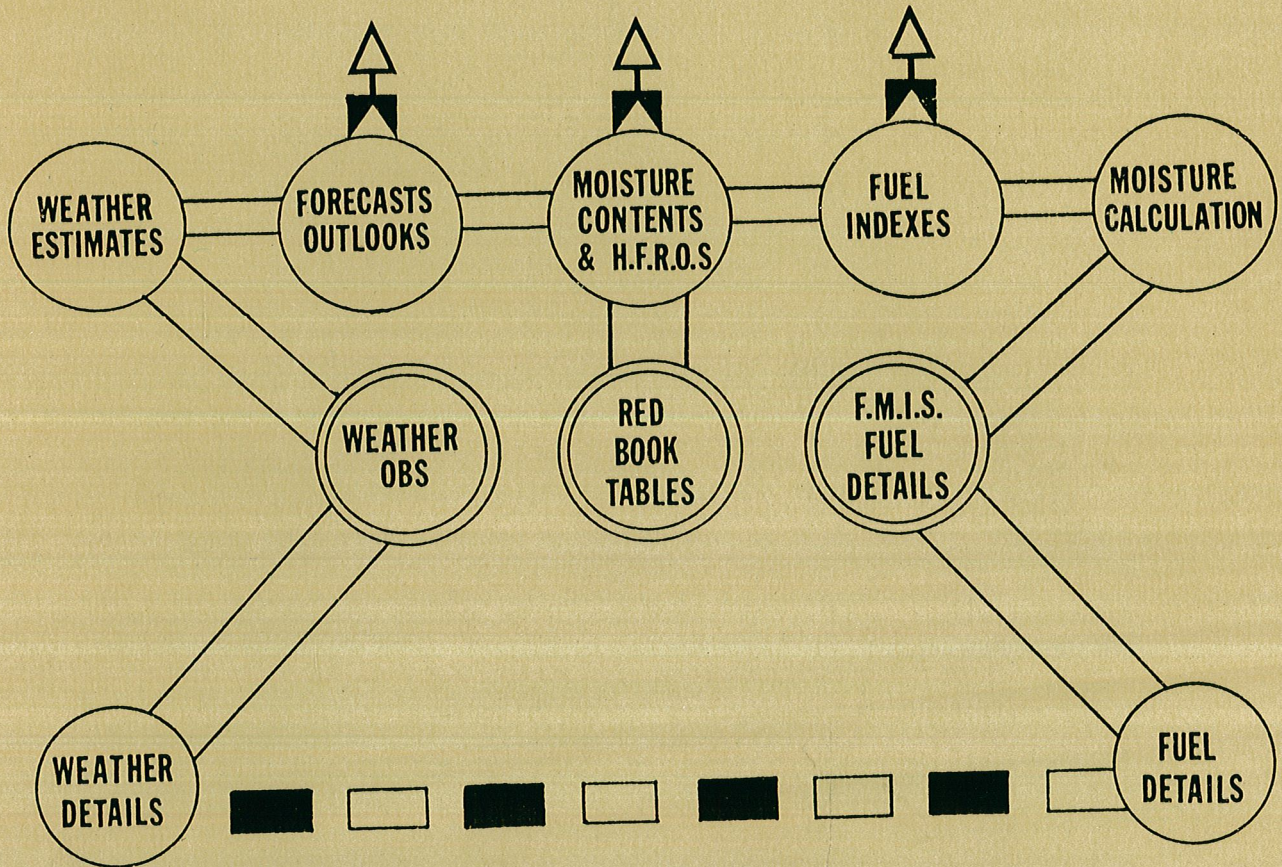 WEATHER
ESTIMATES
FORECASTS
OUTLOOKS
MOISTURE
CONTENTS
& H.F.R.O.S
FUEL
INDEXES
MOISTURE
CALCULATION
WEATHER
OBS
RED
BOOK
TABLES
F.M.I.S.
FUEL
DETAILS
WEATHER
DETAILS
FUEL
DETAILS